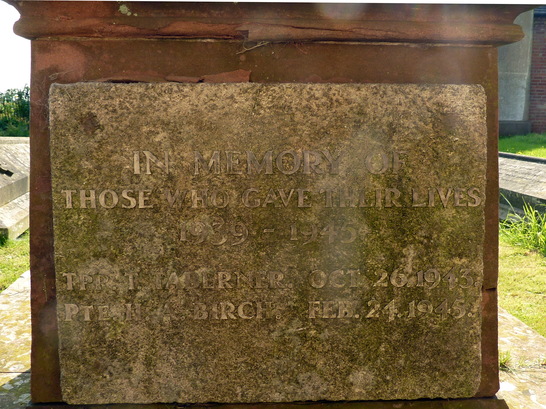 IN MEMORY OF
THOSE WHO GAVE THEIR LIVES
1939 - 1945
TPR. T. TABERNER. OCT. 26. 1943.
PTE. H. A. BIRCH. FEB. 24. 1945.